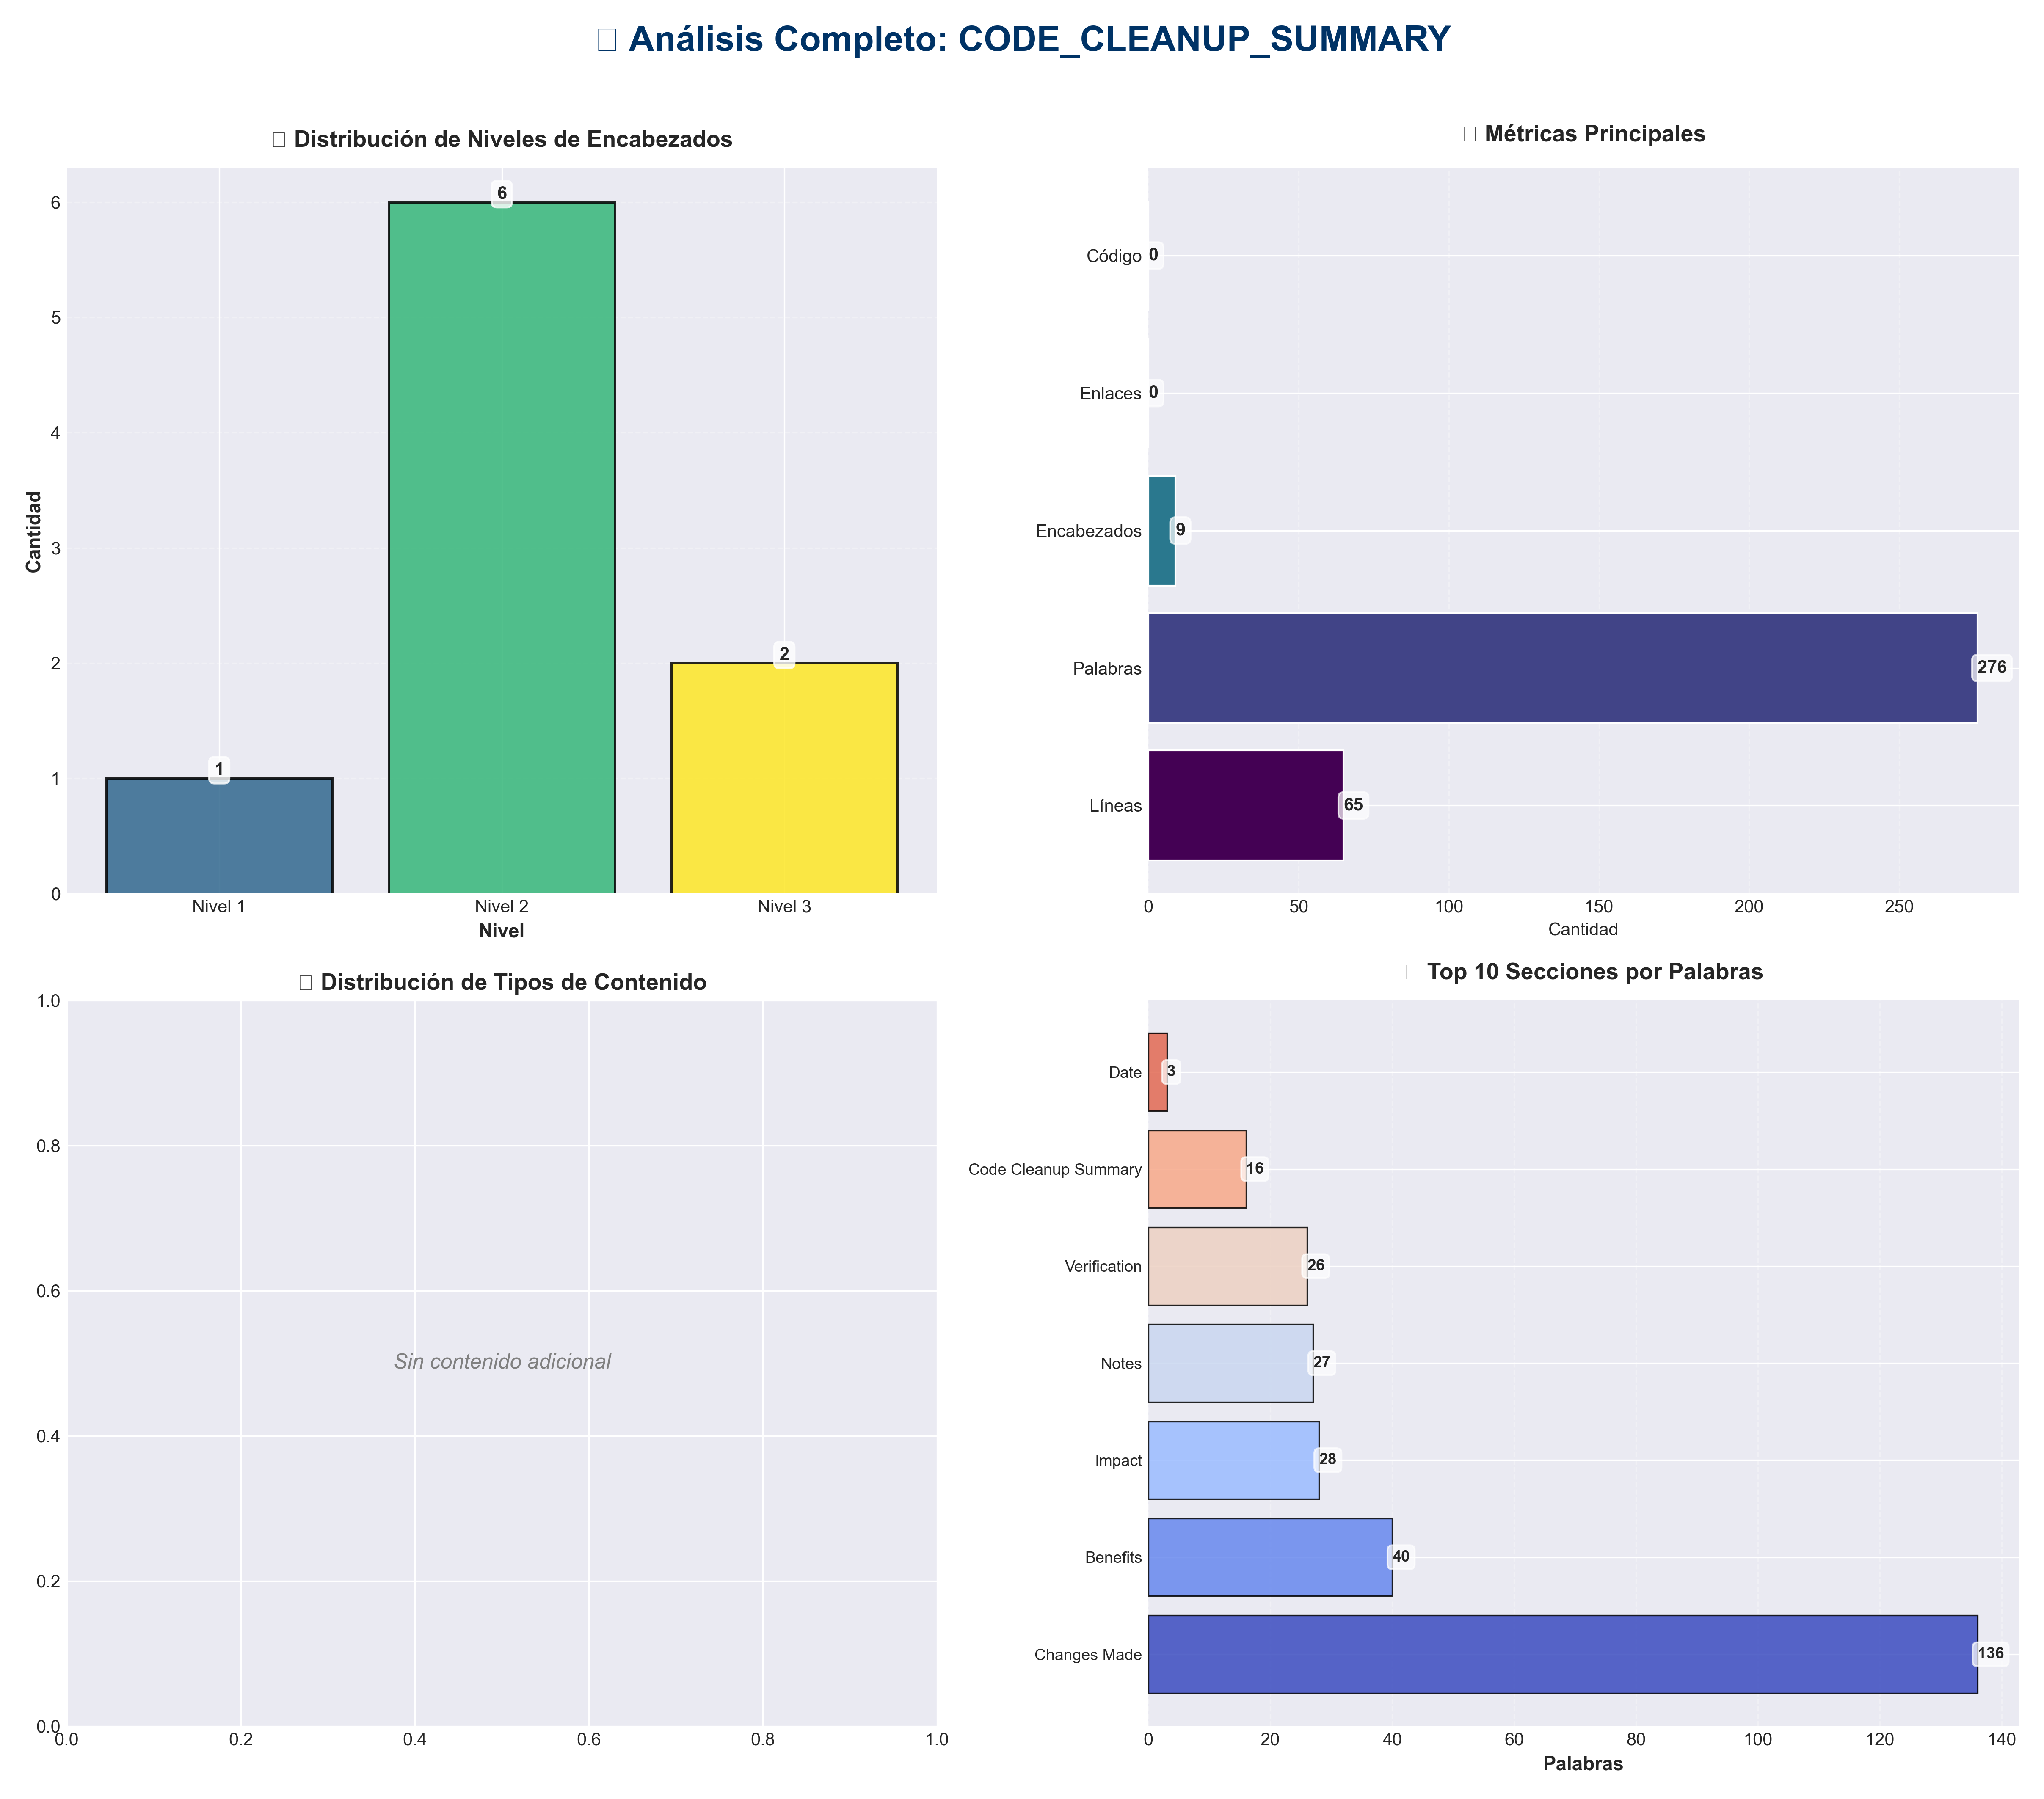 Análisis Completo: CODE_CLEANUP_SUMMARY
Distribución de Niveles de Encabezados
Cantidad
6
5
4
3
2
1
0
1
6
2
Nivel 1
Nivel 2
Nivel 3
Nivel
Métricas Principales
Código
0
Enlaces
0
Encabezados
9
Palabras
276
Líneas
65
0
50
100
150
200
250
Cantidad
Distribución de Tipos de Contenido
1.0
0.8
0.6
0.4
0.2
0.0
Sin contenido adicional
0.0
0.2
0.4
0.6
0.8
1.0
Top 10 Secciones por Palabras
Date
3
Code Cleanup Summary
16
Verification
26
Notes
27
Impact
28
Benefits
40
Changes Made
136
0
20
40
60
80
100
120
140
Palabras